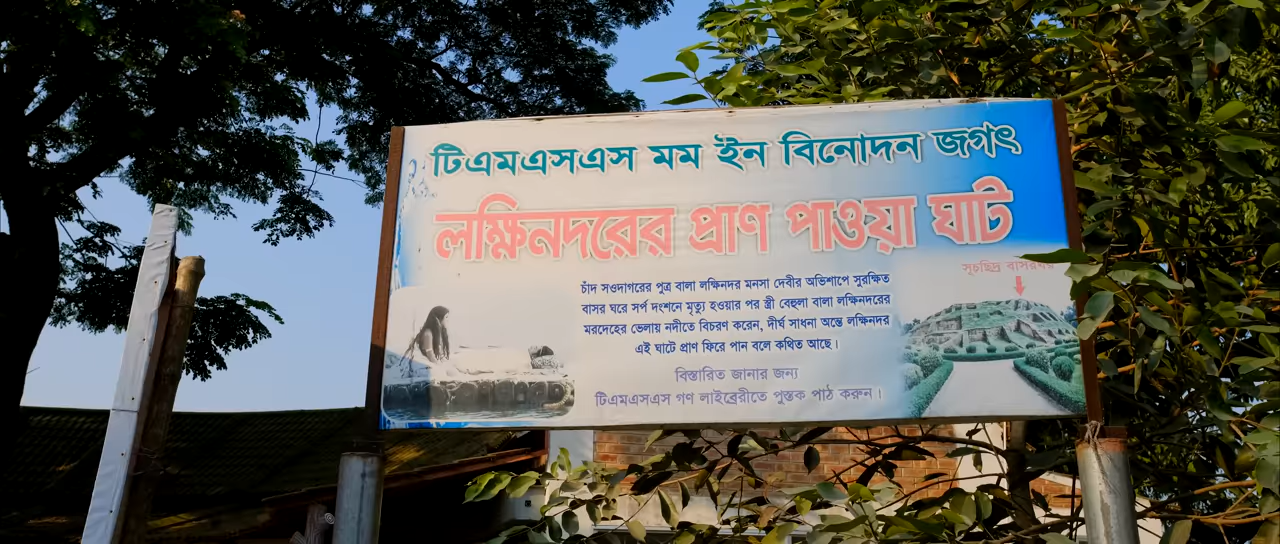 টিএমএসএস মম ইন বিনোদন জগৎ
লক্ষিনদরের প্রাণ পাওয়া ঘাট
সূচছিদ্র বাসরঘর
চাঁদ সওদাগরের পুত্র বালা লক্ষিনদর মনসা দেবীর অভিশাপে সুরক্ষিত
বাসর ঘরে সর্প দংশনে মৃত্যু হওয়ার পর স্ত্রী বেহুলা বালা লক্ষিনদরের
মরদেহের ভেলায় নদীতে বিচরণ করেন, দীর্ঘ সাধনা অন্তে লক্ষিনদর
এই ঘাটে প্রাণ ফিরে পান বলে কথিত আছে।
বিস্তারিত জানার জন্য
টিএমএসএস গণ লাইব্রেরীতে পুস্তক পাঠ করুন।